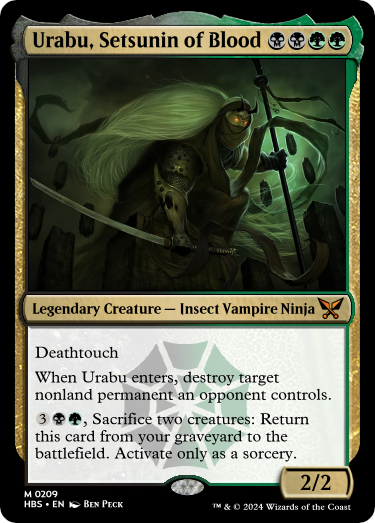 Urabu, Setsunin of Blood
Legendary Creature — Insect Vampire Ninja
Deathtouch
When Urabu enters, destroy target
nonland permanent an opponent controls.
3, Sacrifice two creatures: Return
this card from your graveyard to the
battlefield. Activate only as a sorcery.
2/2
M 0209
HBS • EN Ben Peck
™ & © 2024 Wizards of the Coast